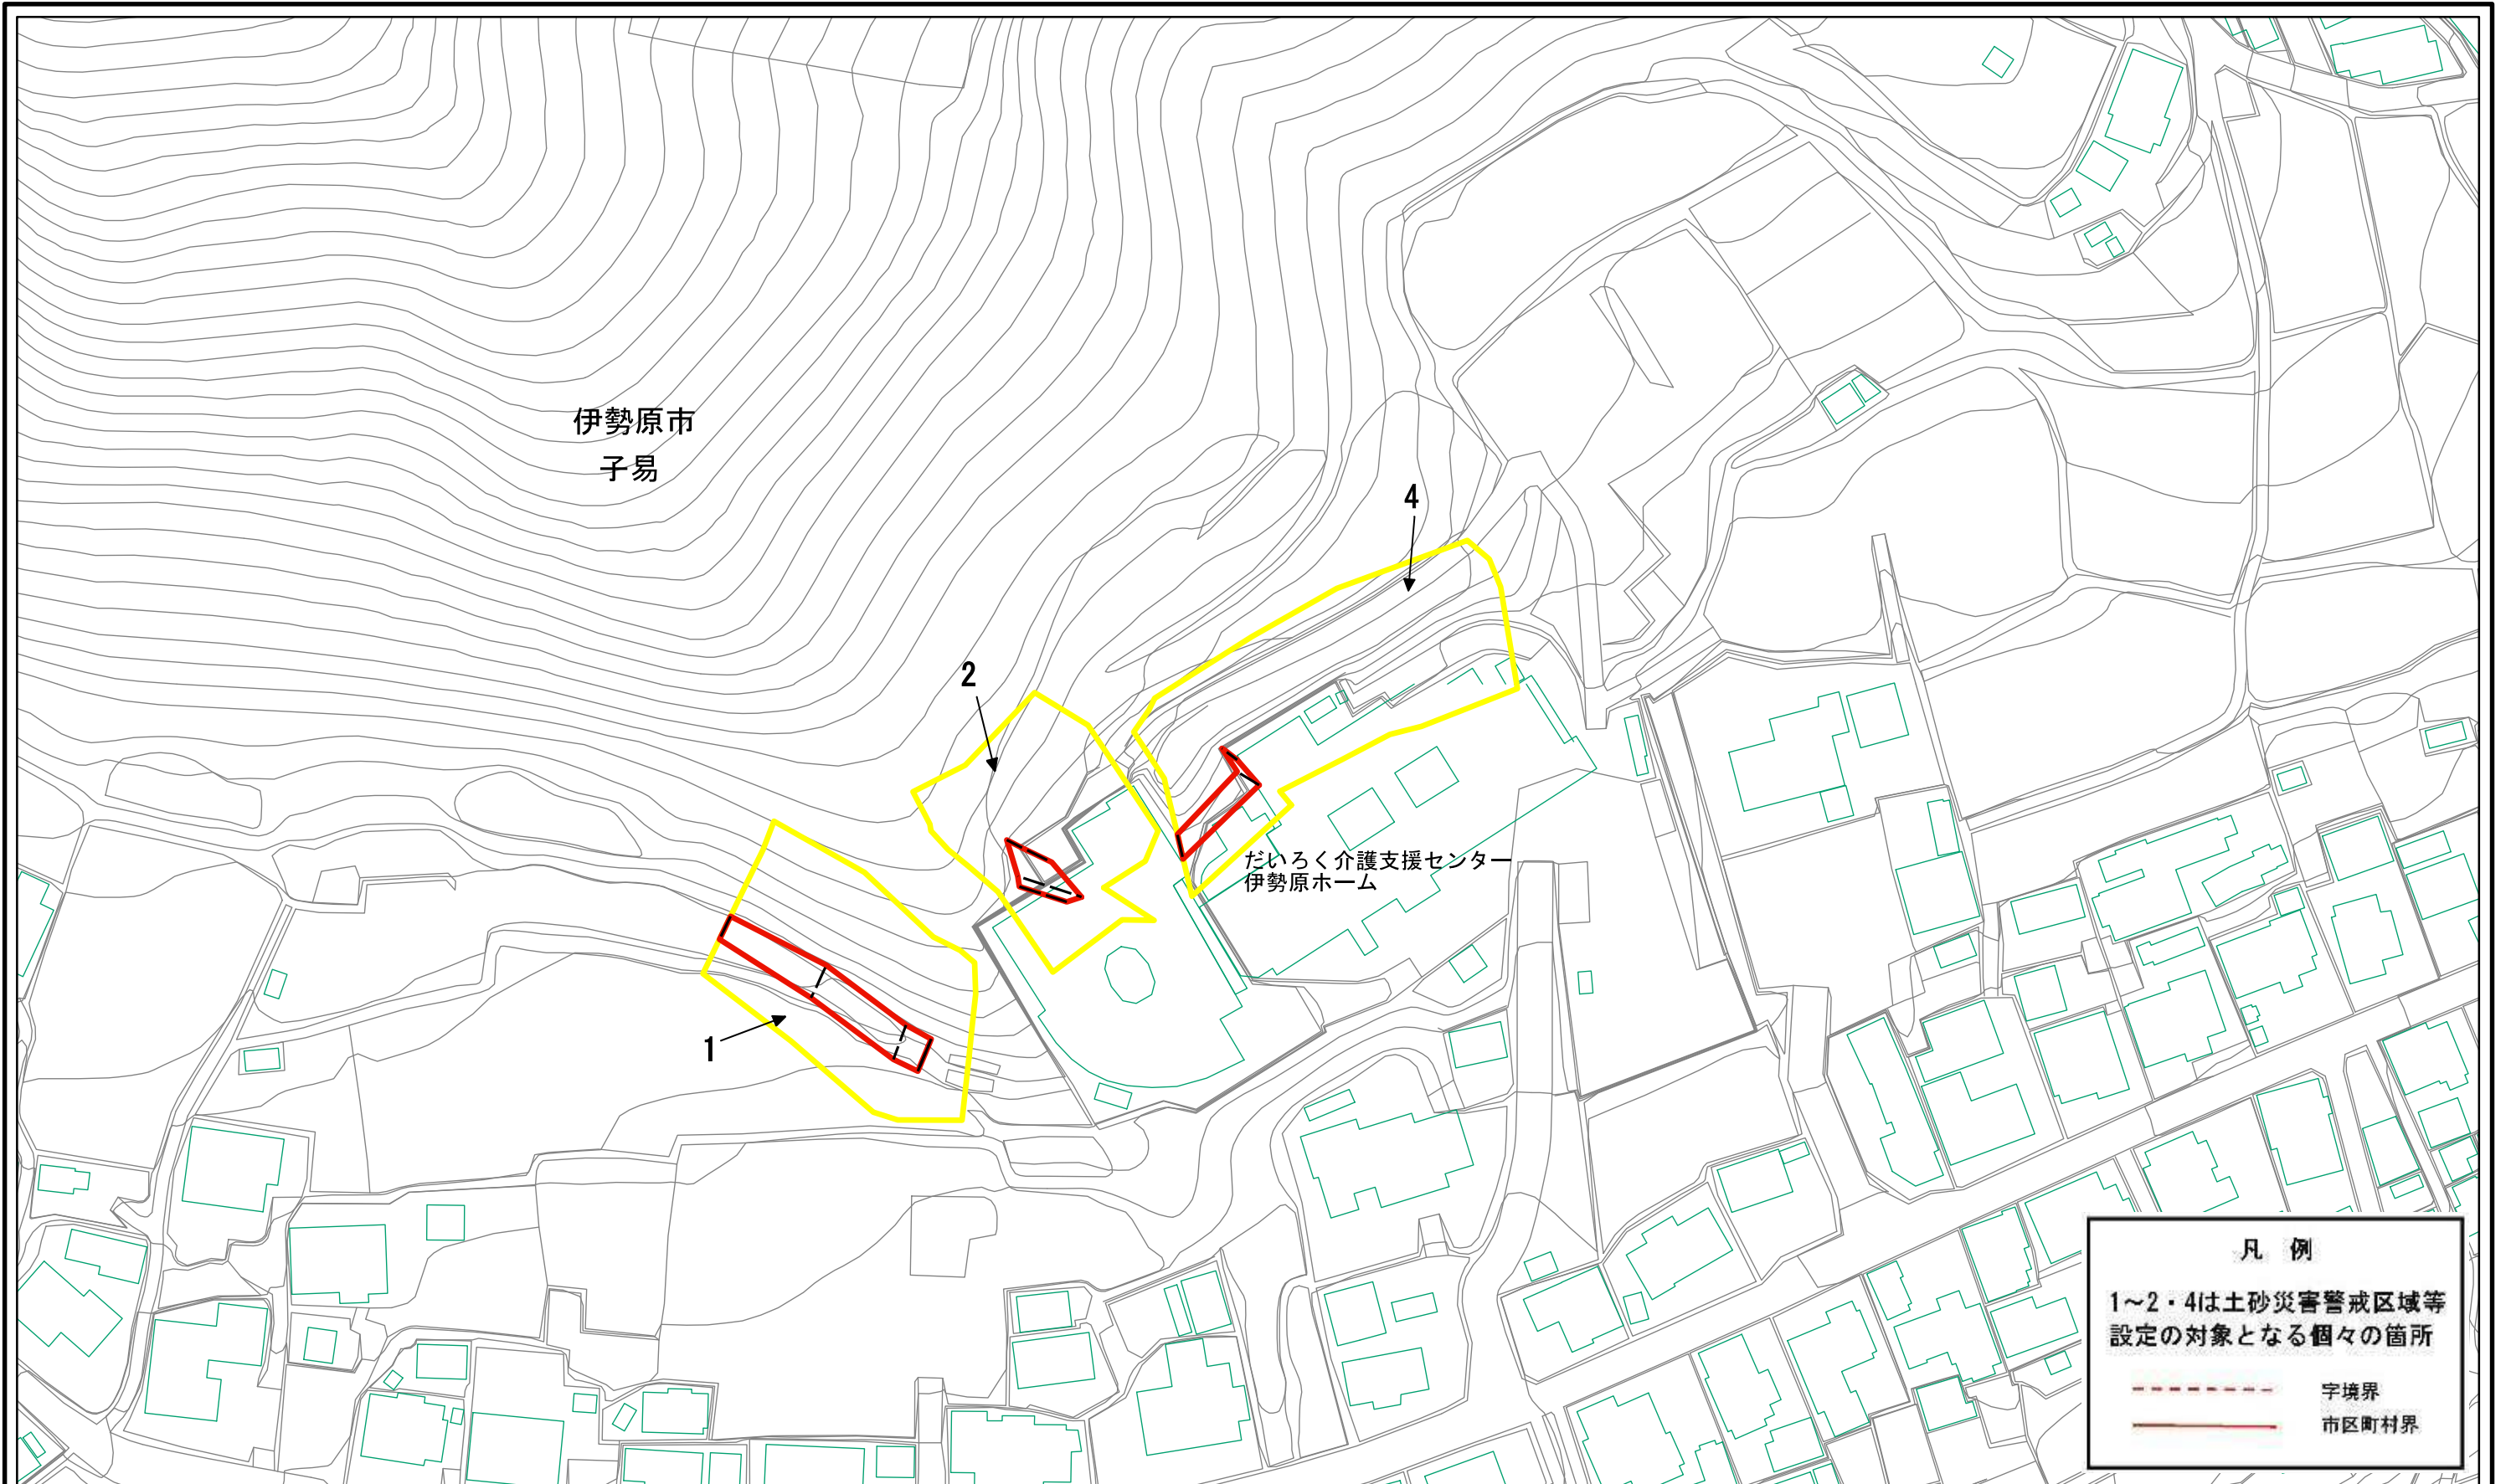 伊勢原市
子易
4
2
だいろく介護支援センター
伊勢原ホーム
1
凡 例
1～2・4は土砂災害警戒区域等
設定の対象となる個々の箇所
字境界
市区町村界